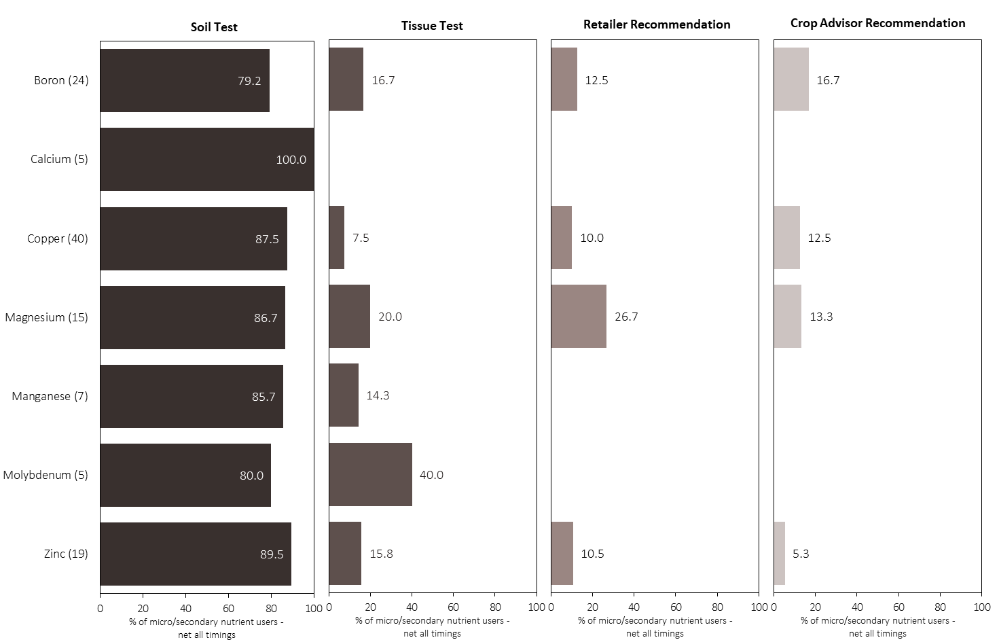 Soil Test
Tissue Test
Retailer Recommendation
Crop Advisor Recommendation
Boron (24)
79.2
16.7
12.5
16.7
Calcium (5)
100.0
Copper (40)
87.5
7.5
10.0
12.5
Magnesium (15)
86.7
20.0
26.7
13.3
Manganese (7)
85.7
14.3
Molybdenum (5)
80.0
40.0
Zinc (19)
89.5
15.8
10.5
5.3
0 20 40 60 80 100
0 20 40 60 80 100
0 20 40 60 80 100
0 20 40 60 80 100
% of micro/secondary nutrient users -
net all timings
% of micro/secondary nutrient users -
net all timings
% of micro/secondary nutrient users -
net all timings
% of micro/secondary nutrient users -
net all timings